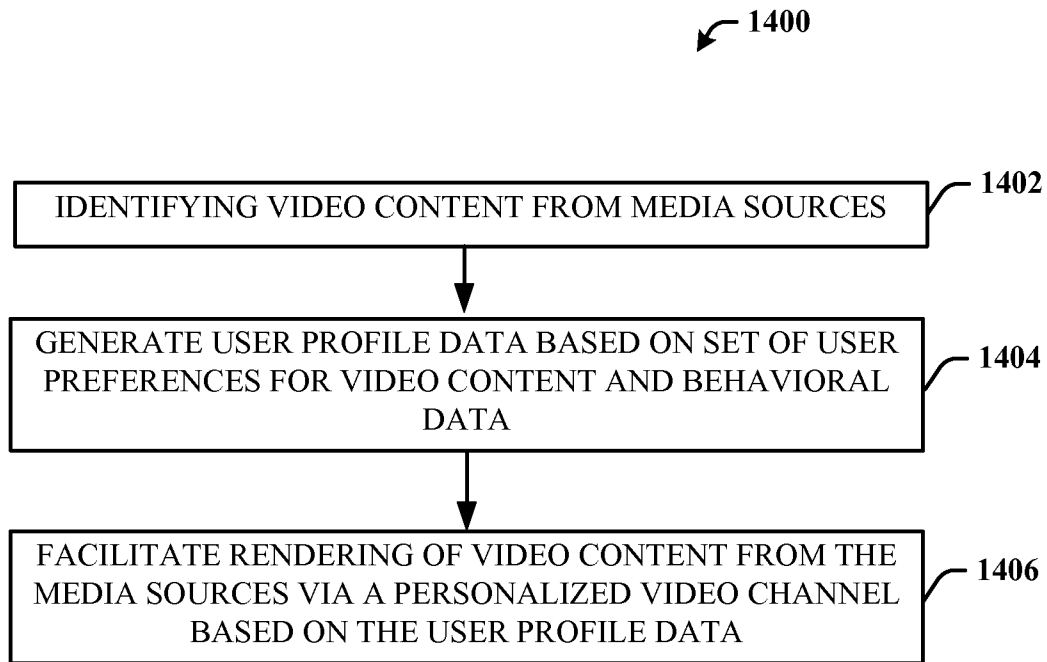 1400
IDENTIFYING VIDEO CONTENT FROM MEDIA SOURCES
1402
GENERATE USER PROFILE DATA BASED ON SET OF USER
PREFERENCES FOR VIDEO CONTENT AND BEHAVIORAL
DATA
1404
FACILITATE RENDERING OF VIDEO CONTENT FROM THE
MEDIA SOURCES VIA A PERSONALIZED VIDEO CHANNEL
BASED ON THE USER PROFILE DATA
1406